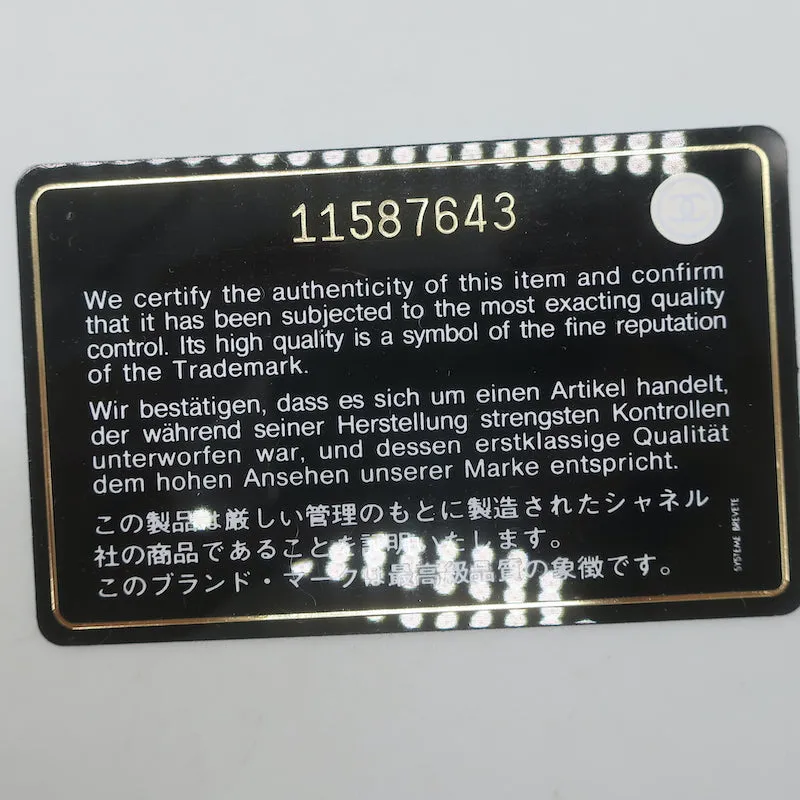 11587643
We certify the authenticity of this item and confirm
that it has been subjected to the most exacting quality
control. Its high quality is a symbol of the fine reputation
of the Trademark.
Wir bestätigen, dass es sich um einen Artikel handelt,
der während seiner Herstellung strengsten Kontrollen
unterworfen war, und dessen erstklassige Qualität
dem hohen Ansehen unserer Marke entspricht.
この製品は厳しい管理のもとに製造されたシャネル
社の商品であることを証明いたします。
このブランド・マークは最高級品質の象徴です。
SYSTEME BREVETE